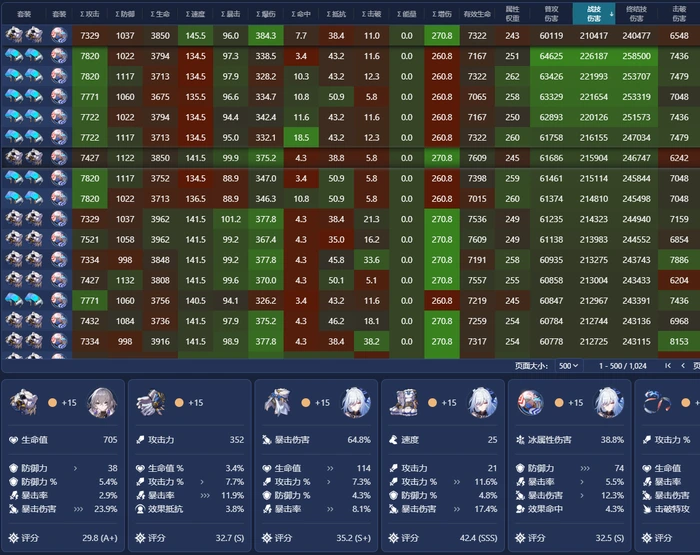 套装 套装 Σ 攻击 Σ 防御 Σ 生命 Σ 速度 Σ 暴击 Σ 爆伤 Σ 命中 Σ 抵抗 Σ 击破 Σ 能量 Σ 增伤 有效生命 属性权重 普攻伤害 战技伤害 终结技伤害 击破伤害
7329 1037 3850 145.5 96.0 384.3 7.7 38.4 11.0 0.0 270.8 7322 243 60119 210417 240477 6548
7820 1022 3794 134.5 97.3 338.5 3.4 43.2 11.6 0.0 260.8 7167 251 64625 226187 258500 7436
7820 1117 3713 134.5 97.9 328.2 10.3 43.2 12.3 0.0 260.8 7322 262 63426 221993 253707 7479
7771 1060 3675 135.5 96.6 334.7 10.8 50.9 5.8 0.0 260.8 7065 258 63329 221654 253319 7048
7722 1022 3794 134.5 94.4 342.4 11.6 43.2 11.6 0.0 260.8 7167 250 62893 220126 251573 7436
7722 1117 3713 134.5 95.0 332.1 18.5 43.2 12.3 0.0 260.8 7322 260 61758 216155 247034 7479
7427 1122 3850 141.5 99.9 375.2 4.3 38.8 5.8 0.0 270.8 7609 245 61686 215904 246747 6242
7820 1117 3752 134.5 88.9 347.0 3.4 50.9 5.8 0.0 260.8 7398 259 61461 215114 245844 7048
7820 1022 3713 136.5 88.9 346.3 10.8 50.9 5.8 0.0 260.8 7015 260 61374 214810 245498 7048
7329 1037 3962 141.5 101.2 377.8 4.3 38.4 21.3 0.0 270.8 7536 249 61235 214323 244940 7159
7521 1058 3962 141.5 99.2 367.4 4.3 35.0 16.2 0.0 270.8 7609 249 61138 213983 244552 6854
7334 998 3848 141.5 99.2 377.8 4.3 45.8 33.6 0.0 270.8 7191 258 60935 213275 243743 7886
7427 1132 3808 141.5 99.6 370.0 4.3 50.1 5.1 0.0 270.8 7557 255 60858 213004 243433 6204
7771 1060 3756 140.5 94.1 326.2 3.4 43.2 11.6 0.0 260.8 7219 245 60847 212967 243391 7436
7432 1084 3736 141.5 97.9 375.2 4.3 46.2 18.1 0.0 270.8 7259 254 60784 212744 243136 6968
7334 998 3916 141.5 98.9 377.8 4.3 38.4 38.2 0.0 270.8 7317 254 60778 212725 243115 8153
页面大小: 500 1 - 500 / 1,024
+15
生命值 705
防御力 › 38
防御力 % 5.4%
暴击率 2.9%
暴击伤害 ››› 23.9%
评分 29.8 (A+)
+15
攻击力 352
生命值 % 3.4%
攻击力 % › 7.7%
暴击率 ››› 11.9%
效果抵抗 3.8%
评分 32.7 (S)
+15
暴击伤害 64.8%
生命值 ›› 114
攻击力 % › 7.3%
防御力 % 4.3%
暴击率 ›› 8.1%
评分 35.2 (S+)
+15
速度 25
攻击力 21
攻击力 % ›› 11.6%
防御力 % 4.8%
暴击伤害 ›› 17.4%
评分 42.4 (SSS)
+15
冰属性伤害 38.8%
防御力 ››› 74
暴击率 › 5.5%
暴击伤害 › 12.3%
效果命中 4.3%
评分 32.5 (S)
+15
攻击力 %
生命值
生命值 %
暴击伤害
击破特攻
评分